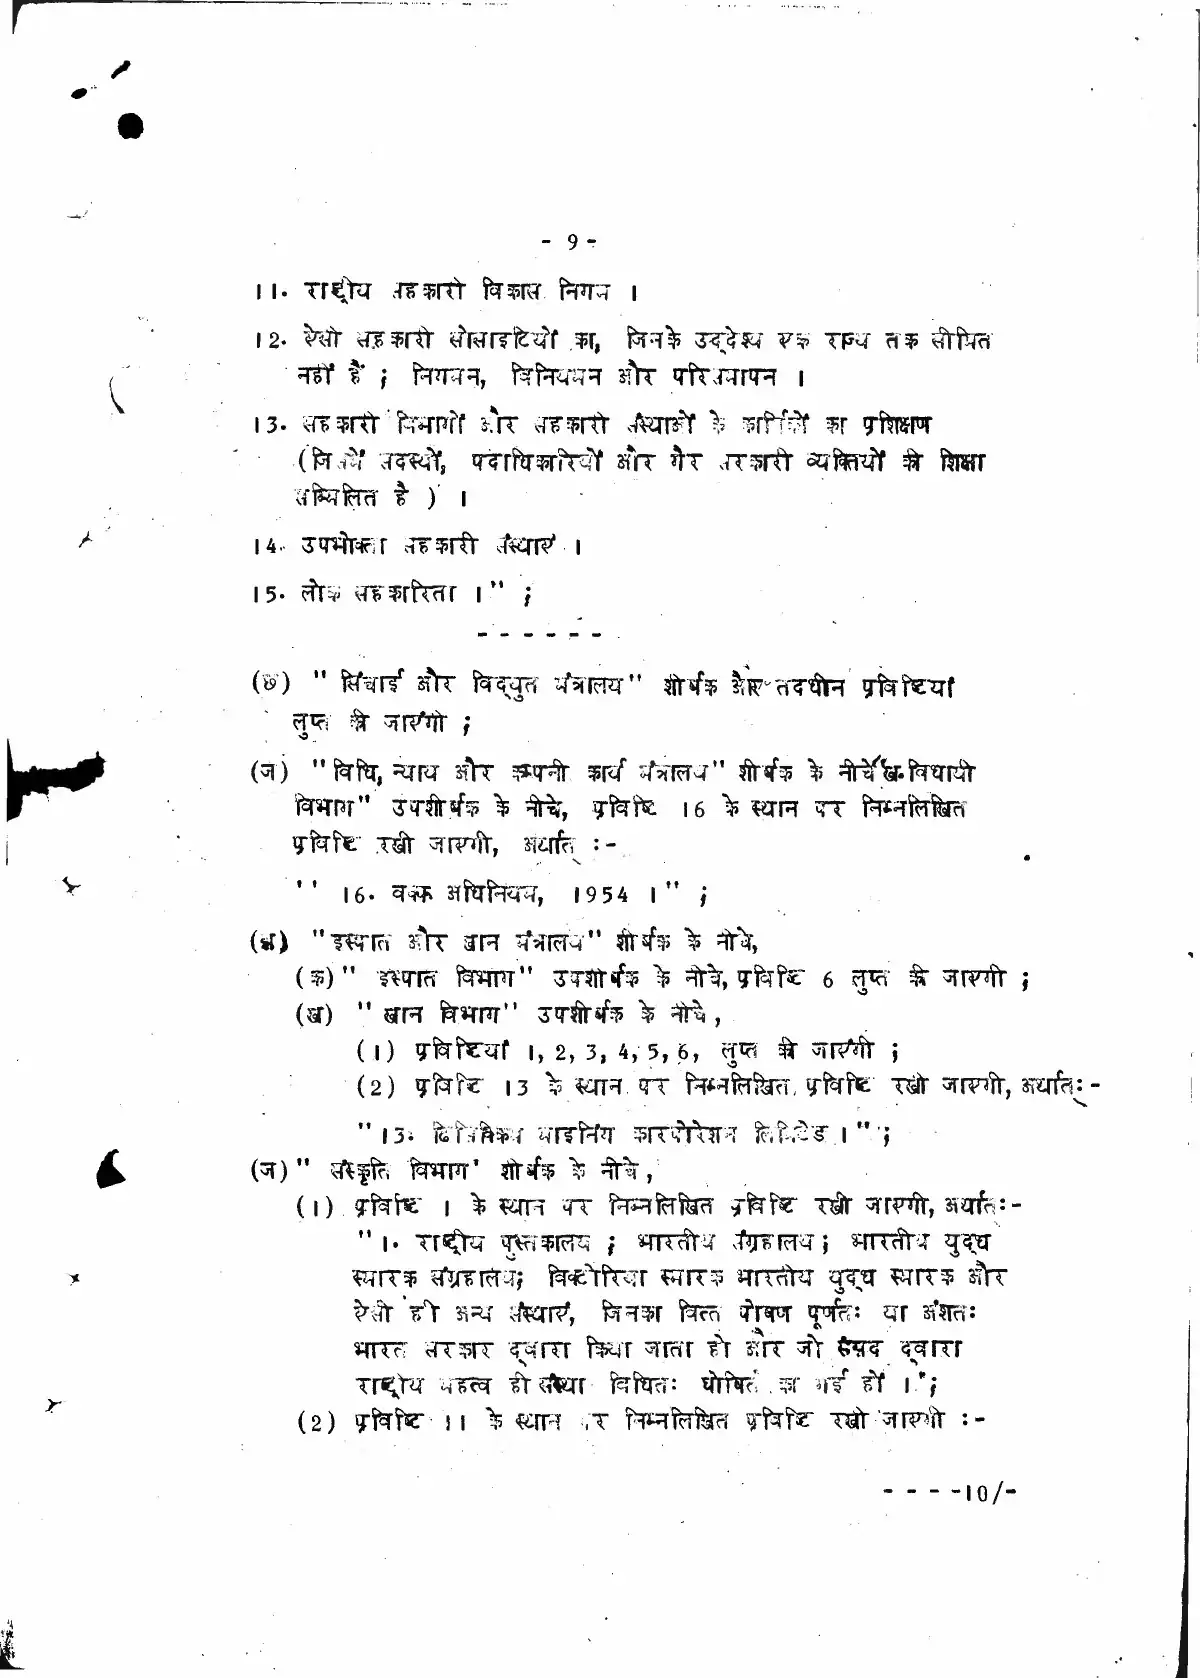 - 9 -
11. राष्ट्रीय सहकारी विकास निगम ।
12. ऐसी सहकारी सोसाइटियों का, जिनके उद्देश्य एक राज्य तक सीमित
नहीं हैं ; निगमन, विनियमन और परिसमापन ।
13. सहकारी विभागों और सहकारी संस्थाओं के कार्मिकों का प्रशिक्षण
(जिसमें सदस्यों, पदाधिकारियों और गैर सरकारी व्यक्तियों की शिक्षा
सम्मिलित है ) ।
14. उपभोक्ता सहकारी संस्थाएं ।
15. लोक सहकारिता ।" ;
- - - - - -
(छ) " सिंचाई और विद्युत मंत्रालय" शीर्षक और तदधीन प्रविष्टियां
लुप्त की जाएंगी ;
(ज) "विधि, न्याय और कम्पनी कार्य मंत्रालय" शीर्षक के नीचे "ख. विधायी
विभाग" उपशीर्षक के नीचे, प्रविष्टि 16 के स्थान पर निम्नलिखित
प्रविष्टि रखी जाएगी, अर्थात् :-
'' 16. वक्फ अधिनियम, 1954 ।" ;
(झ) "इस्पात और खान मंत्रालय" शीर्षक के नीचे,
(क)" इस्पात विभाग" उपशीर्षक के नीचे, प्रविष्टि 6 लुप्त की जाएगी ;
(ख) " खान विभाग" उपशीर्षक के नीचे ,
(1) प्रविष्टियां 1, 2, 3, 4, 5, 6, लुप्त की जाएंगी ;
(2) प्रविष्टि 13 के स्थान पर निम्नलिखित प्रविष्टि रखी जाएगी, अर्थात्:-
"13. माइनिंग कारपोरेशन लिमिटेड ।" ;
(ञ)" संस्कृति विभाग' शीर्षक के नीचे ,
(1) प्रविष्टि 1 के स्थान पर निम्नलिखित प्रविष्टि रखी जाएगी, अर्थात्:-
"1. राष्ट्रीय पुस्तकालय ; भारतीय संग्रहालय ; भारतीय युद्ध
स्मारक संग्रहालय; विक्टोरिया स्मारक भारतीय युद्ध स्मारक और
ऐसी ही अन्य संस्थाएं, जिनका वित्त पोषण पूर्णतः या अंशतः
भारत सरकार द्वारा किया जाता हो और जो संसद द्वारा
राष्ट्रीय महत्व की संस्था विधितः घोषित की गई हों ।";
(2) प्रविष्टि 11 के स्थान पर निम्नलिखित प्रविष्टि रखी जाएगी :-
- - - -10/-